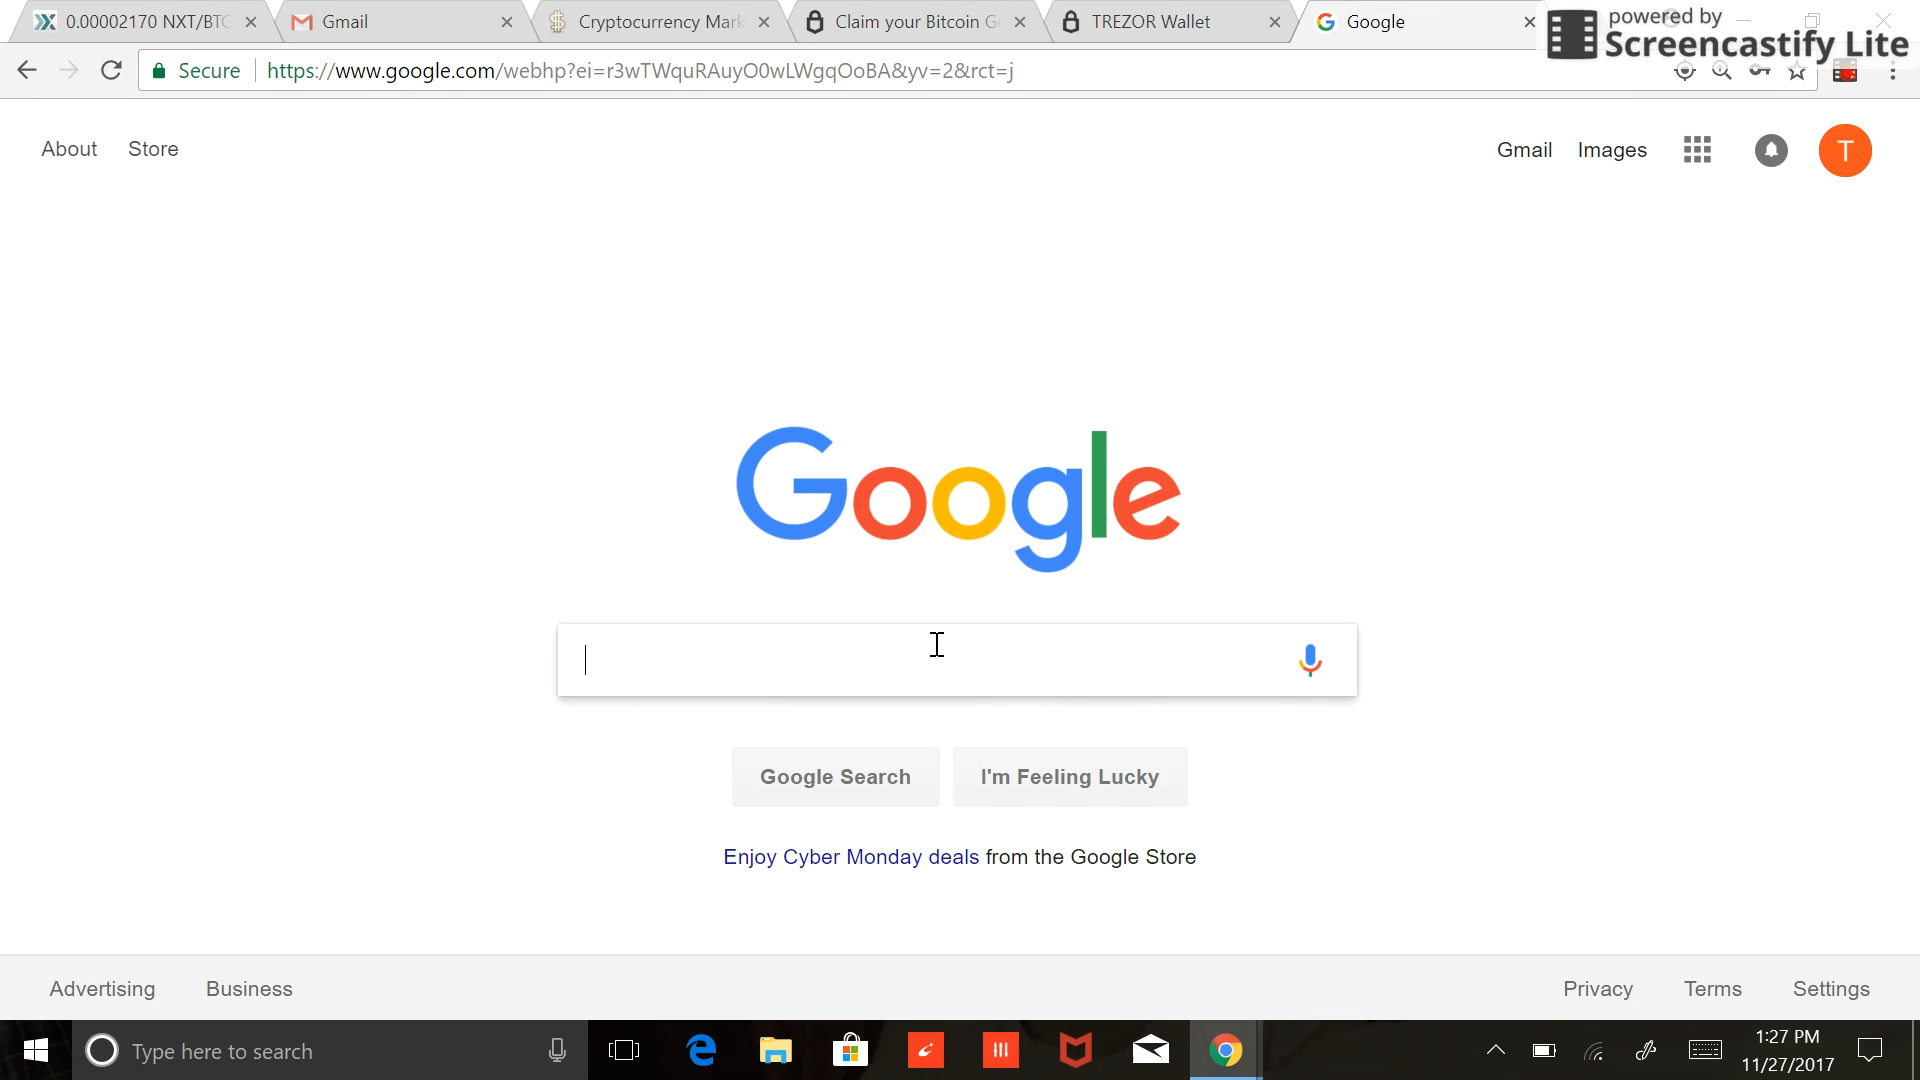 0.00002170 NXT/BTC
Gmail
Cryptocurrency Mark
Claim your Bitcoin G
TREZOR Wallet
Google
powered by
Screencastify Lite
Secure
https://www.google.com/webhp?ei=r3wTWquRAuyO0wLWgqOoBA&yv=2&rct=j
About
Store
Gmail
Images
T
Google
Google Search
I'm Feeling Lucky
Enjoy Cyber Monday deals from the Google Store
Advertising
Business
Privacy
Terms
Settings
Type here to search
1:27 PM
11/27/2017